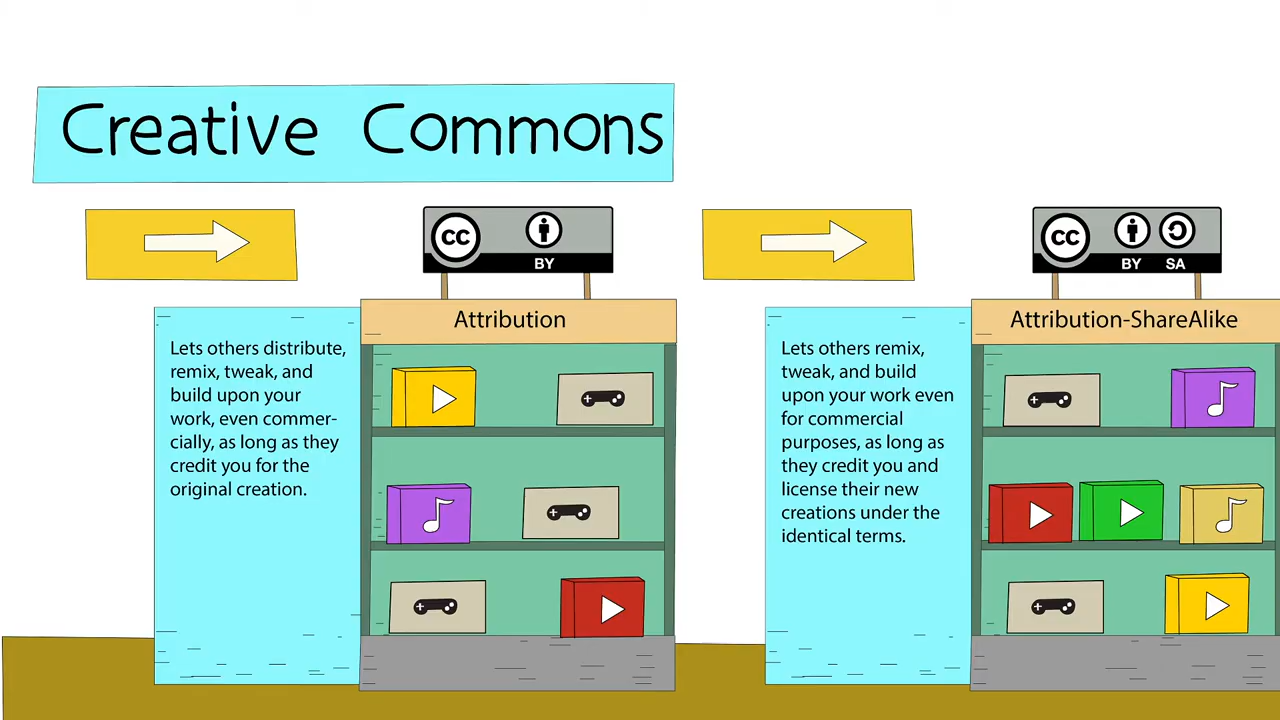 Creative Commons
CC
BY
Attribution
Lets others distribute,
remix, tweak, and
build upon your
work, even commer-
cially, as long as they
credit you for the
original creation.
CC
BY SA
Attribution-ShareAlike
Lets others remix,
tweak, and build
upon your work even
for commercial
purposes, as long as
they credit you and
license their new
creations under the
identical terms.